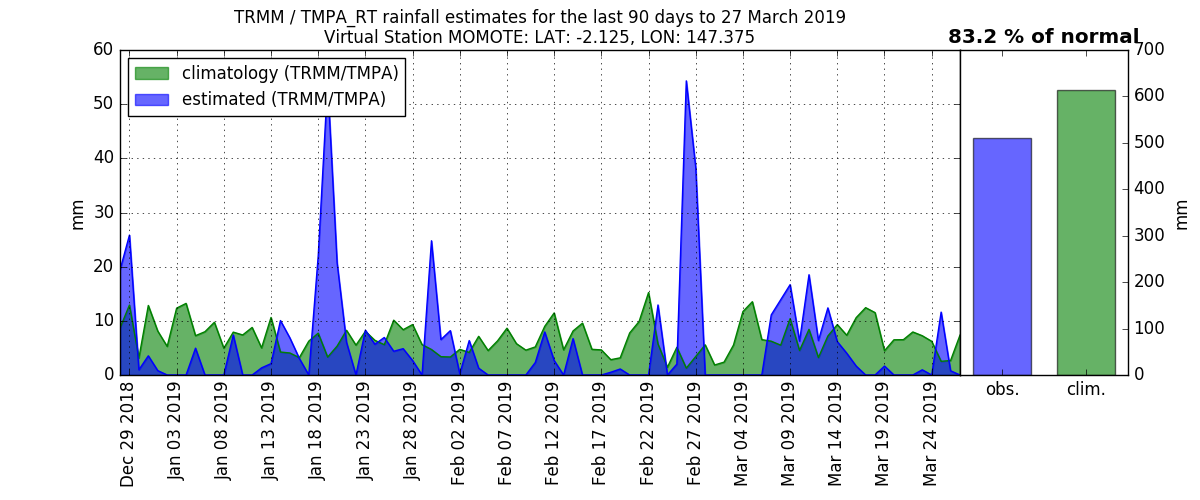 TRMM / TMPA_RT rainfall estimates for the last 90 days to 27 March 2019
Virtual Station MOMOTE: LAT: -2.125, LON: 147.375
83.2 % of normal
climatology (TRMM/TMPA)
estimated (TRMM/TMPA)
60
50
40
30
20
10
0
mm
Dec 29 2018
Jan 03 2019
Jan 08 2019
Jan 13 2019
Jan 18 2019
Jan 23 2019
Jan 28 2019
Feb 02 2019
Feb 07 2019
Feb 12 2019
Feb 17 2019
Feb 22 2019
Feb 27 2019
Mar 04 2019
Mar 09 2019
Mar 14 2019
Mar 19 2019
Mar 24 2019
obs.
clim.
700
600
500
400
300
200
100
0
mm